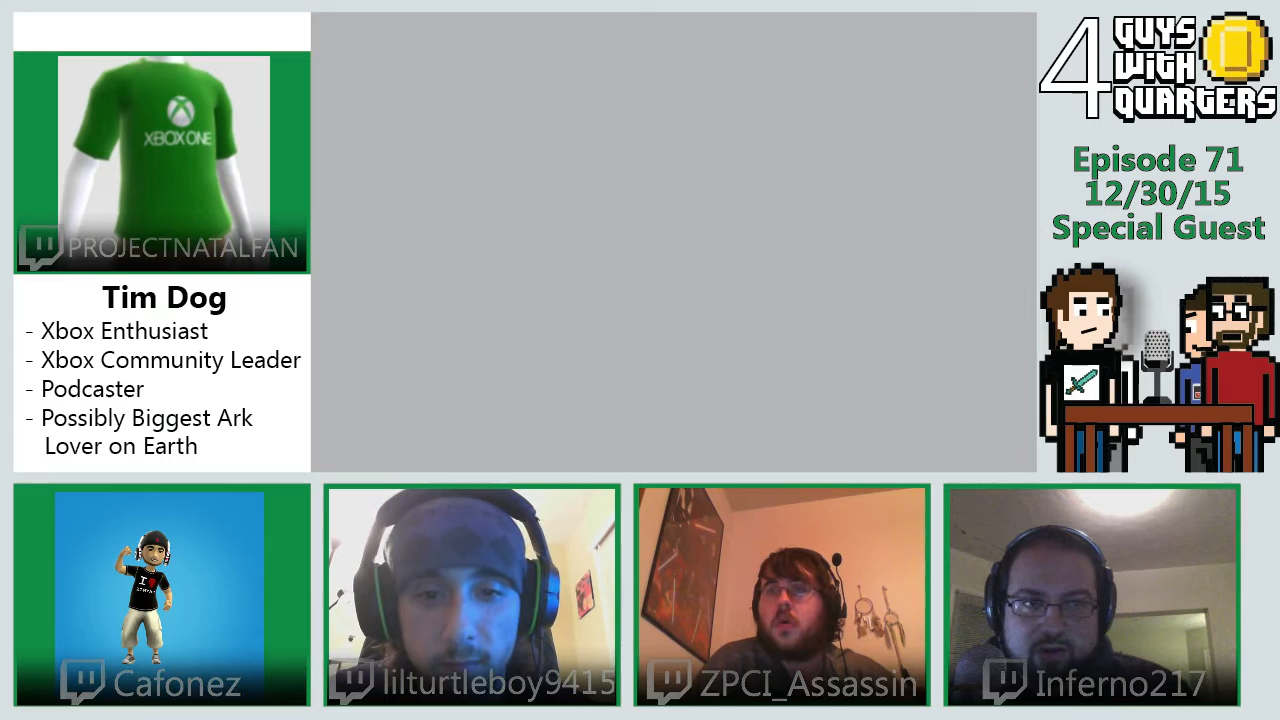 XBOX ONE
PROJECTNATALFAN
Tim Dog
- Xbox Enthusiast
- Xbox Community Leader
- Podcaster
- Possibly Biggest Ark
Lover on Earth
4 GUYS
WITH
QUARTERS
Episode 71
12/30/15
Special Guest
I
Cafonez
lilturtleboy9415
ZPCI_Assassin
Inferno217